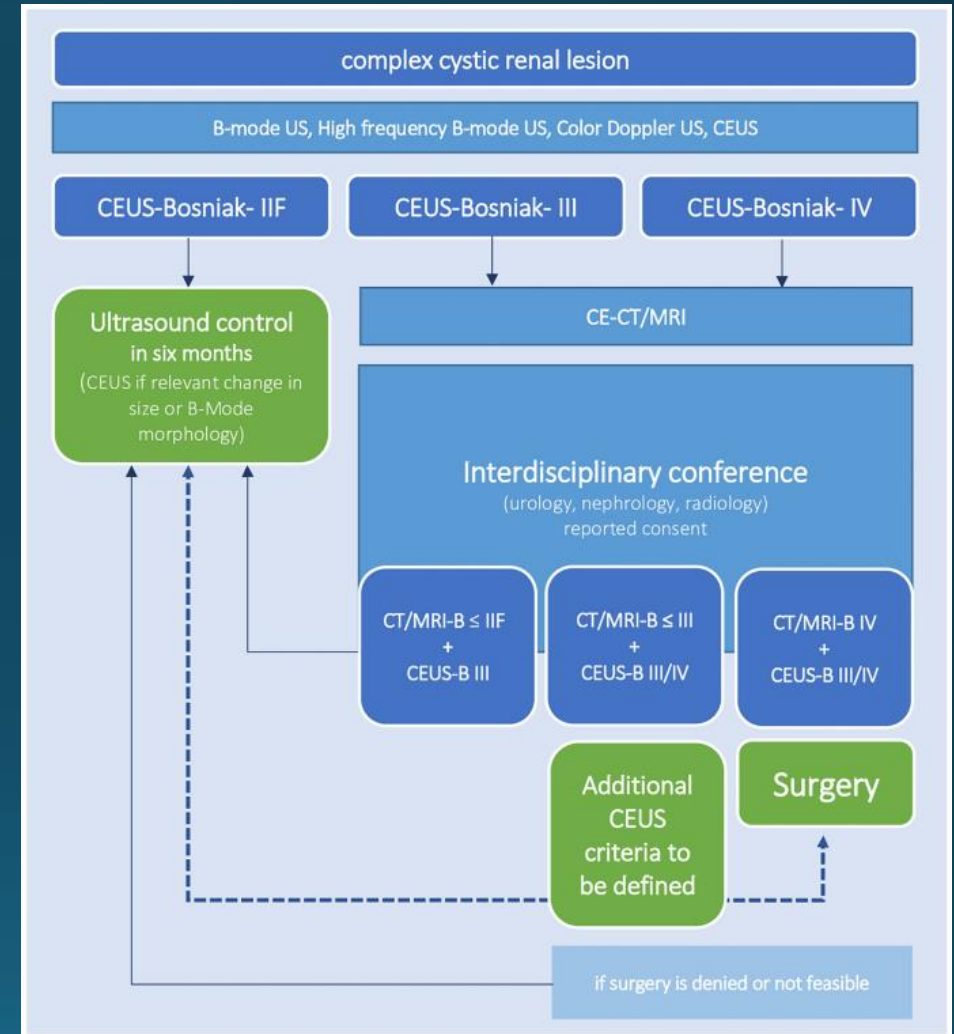 complex cystic renal lesion
B-mode US, High frequency B-mode US, Color Doppler US, CEUS
CEUS-Bosniak- IIF
CEUS-Bosniak- III
CEUS-Bosniak- IV
Ultrasound control
in six months
(CEUS if relevant change in
size or B-Mode
morphology)
CE-CT/MRI
Interdisciplinary conference
(urology, nephrology, radiology)
reported consent
CT/MRI-B ≤ IIF
+
CEUS-B III
CT/MRI-B ≤ III
+
CEUS-B III/IV
CT/MRI-B IV
+
CEUS-B III/IV
Additional
CEUS
criteria to
be defined
Surgery
if surgery is denied or not feasible